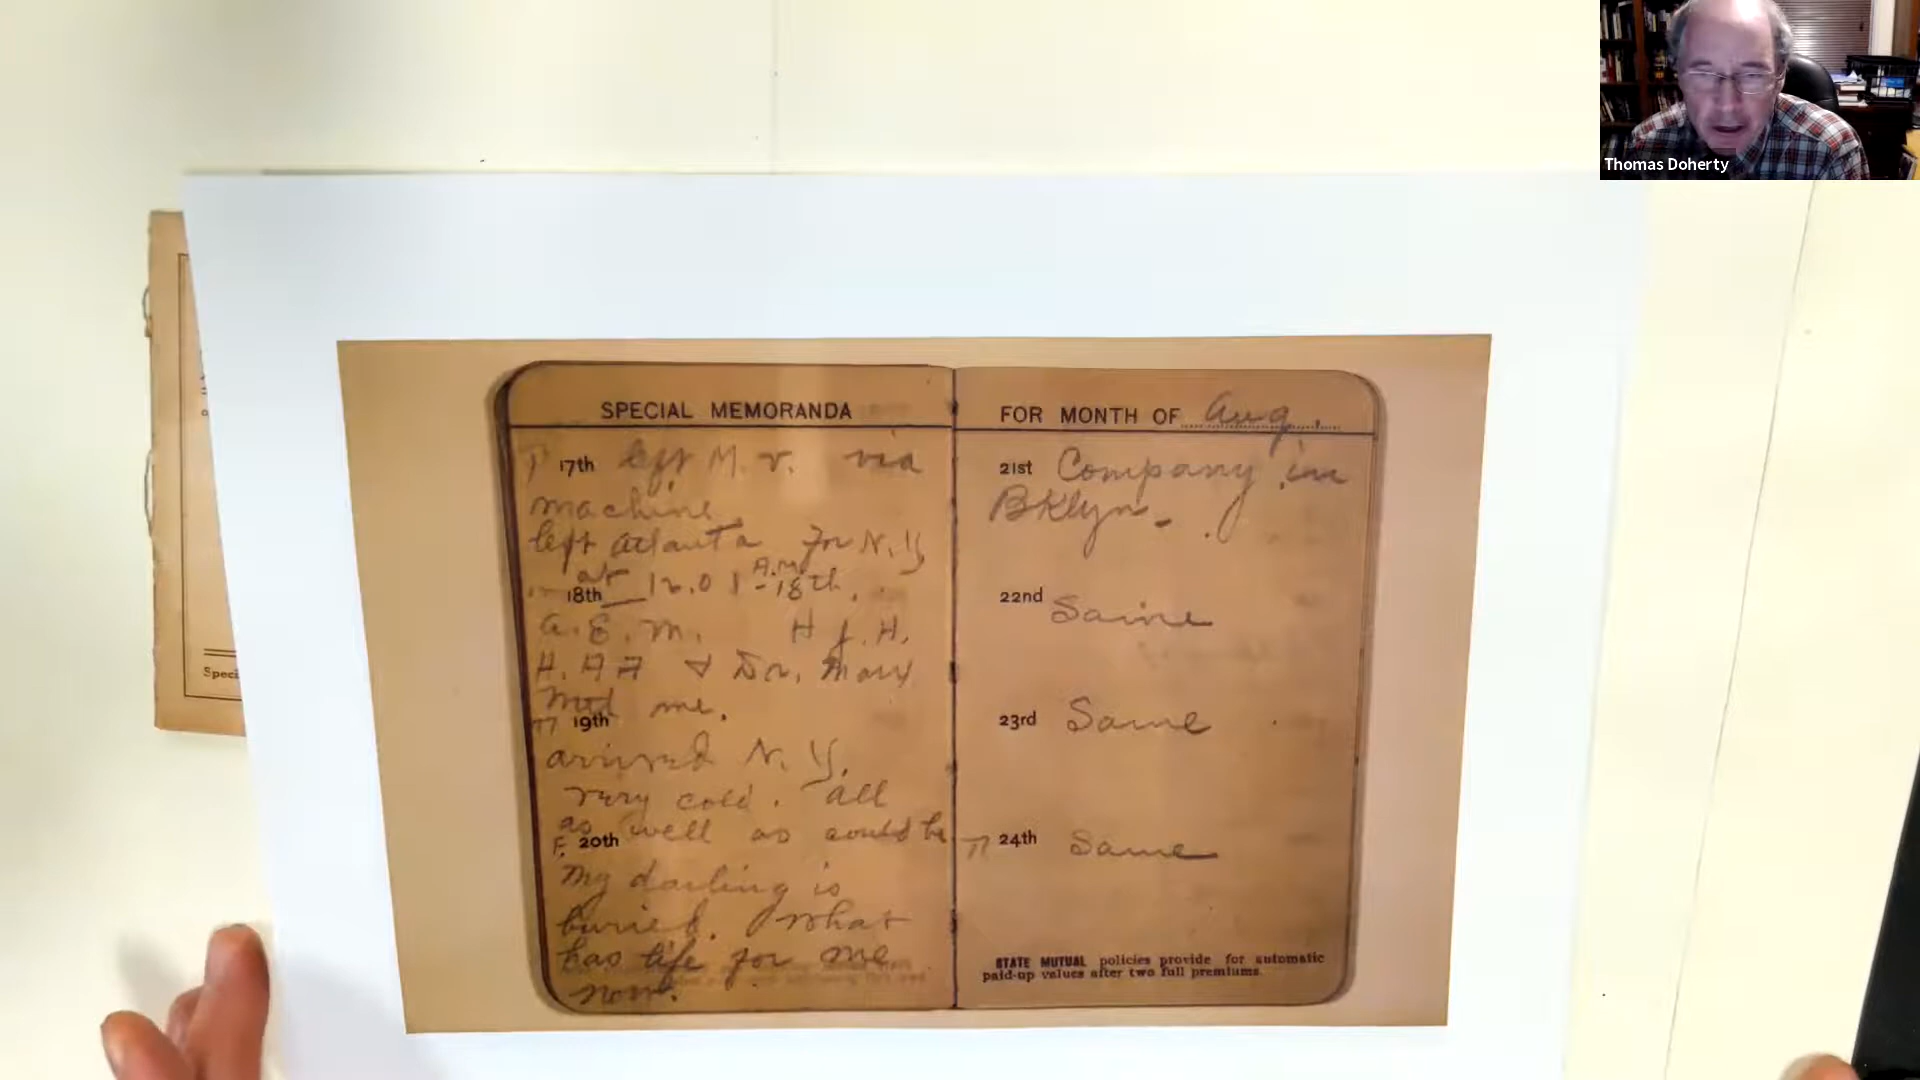 Thomas Doherty
SPECIAL MEMORANDA
17th left M. v. via
machine
left Atlanta for N.Y
at 12.01 A.M - 18th.
18th
A.E.M. H J.H.
H.AA & Dr. Marx
Met me.
19th
arrived N.Y.
very cold. All
as well as could be
F. 20th
My darling is
buried. What
has life for me
now.
FOR MONTH OF Aug.
21st Company in
BKlyn.
22nd Same
23rd Same
24th Same
STATE MUTUAL policies provide for automatic
paid-up values after two full premiums.
Speci